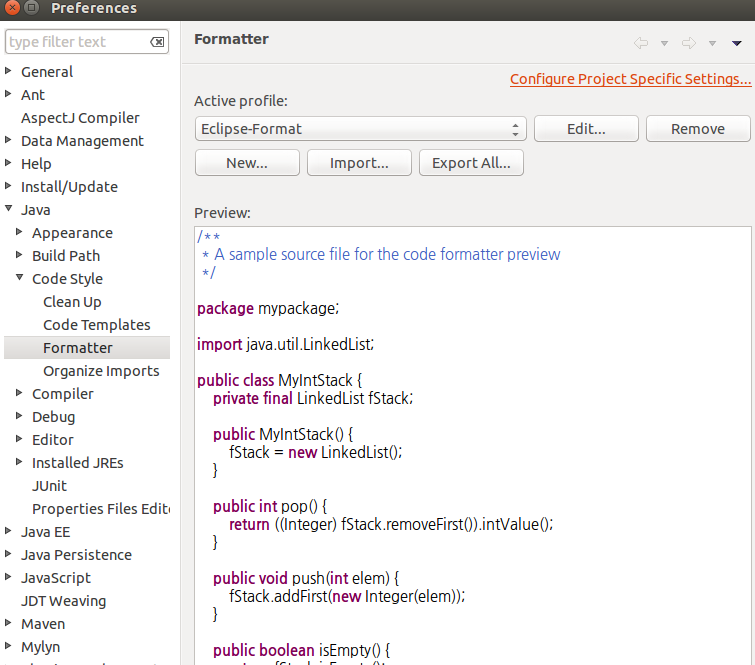 Preferences
type filter text
General
Ant
AspectJ Compiler
Data Management
Help
Install/Update
Java
Appearance
Build Path
Code Style
Clean Up
Code Templates
Formatter
Organize Imports
Compiler
Debug
Editor
Installed JREs
JUnit
Properties Files Edito
Java EE
Java Persistence
JavaScript
JDT Weaving
Maven
Mylyn
Formatter
Configure Project Specific Settings...
Active profile:
Eclipse-Format
Edit...
Remove
New...
Import...
Export All...
Preview:
/**
 * A sample source file for the code formatter preview
 */
package mypackage;
import java.util.LinkedList;
public class MyIntStack {
    private final LinkedList fStack;
    public MyIntStack() {
        fStack = new LinkedList();
    }
    public int pop() {
        return ((Integer) fStack.removeFirst()).intValue();
    }
    public void push(int elem) {
        fStack.addFirst(new Integer(elem));
    }
    public boolean isEmpty() {